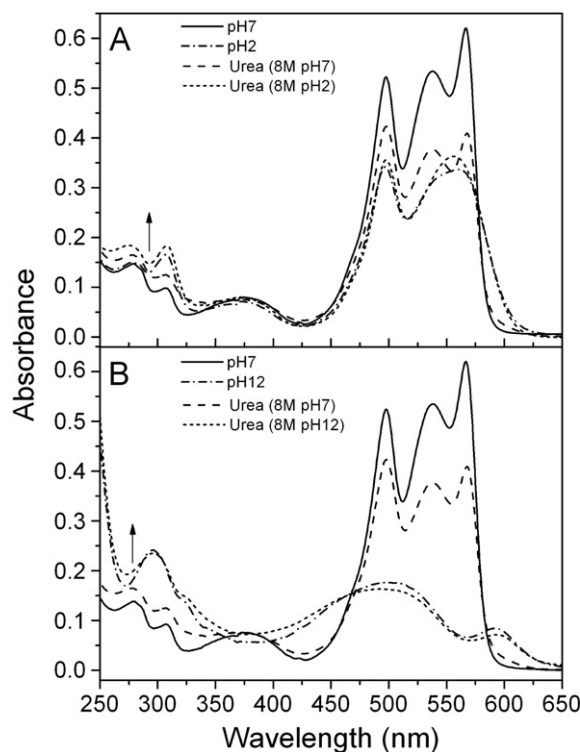 A
pH7
pH2
Urea (8M pH7)
Urea (8M pH2)
0.6
0.5
0.4
0.3
0.2
0.1
0.0
B
pH7
pH12
Urea (8M pH7)
Urea (8M pH12)
0.6
0.5
0.4
0.3
0.2
0.1
0.0
Absorbance
250 300 350 400 450 500 550 600 650
Wavelength (nm)